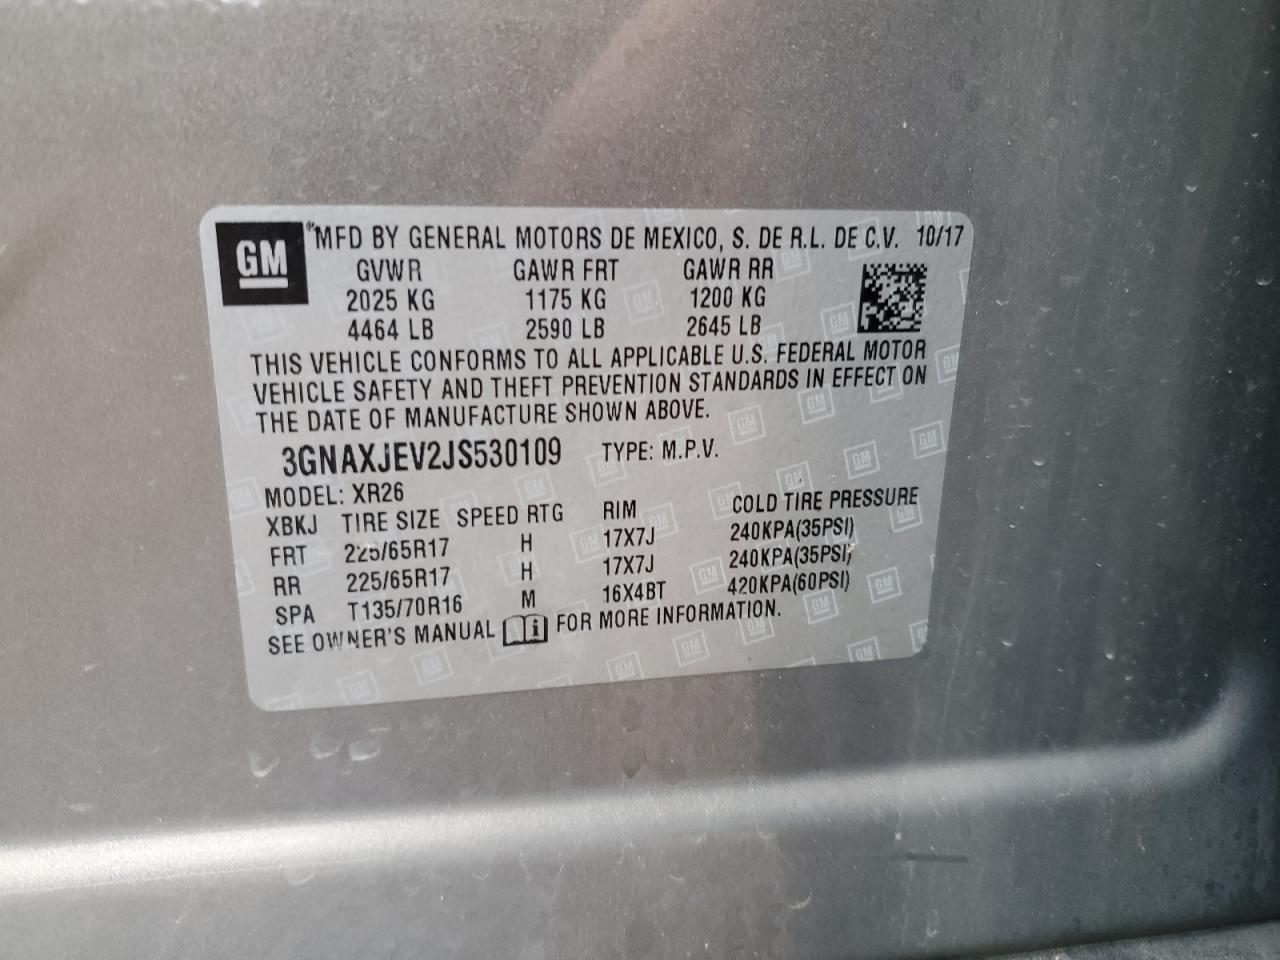 GM ® MFD BY GENERAL MOTORS DE MEXICO, S. DE R.L. DE C.V. 10/17
GVWR GAWR FRT GAWR RR
2025 KG 1175 KG 1200 KG
4464 LB 2590 LB 2645 LB
THIS VEHICLE CONFORMS TO ALL APPLICABLE U.S. FEDERAL MOTOR
VEHICLE SAFETY AND THEFT PREVENTION STANDARDS IN EFFECT ON
THE DATE OF MANUFACTURE SHOWN ABOVE.
3GNAXJEV2JS530109 TYPE: M.P.V.
MODEL: XR26
XBKJ TIRE SIZE SPEED RTG RIM COLD TIRE PRESSURE
FRT 225/65R17 H 17X7J 240KPA(35PSI)
RR 225/65R17 H 17X7J 240KPA(35PSI)
SPA T135/70R16 M 16X4BT 420KPA(60PSI)
SEE OWNER'S MANUAL i FOR MORE INFORMATION.